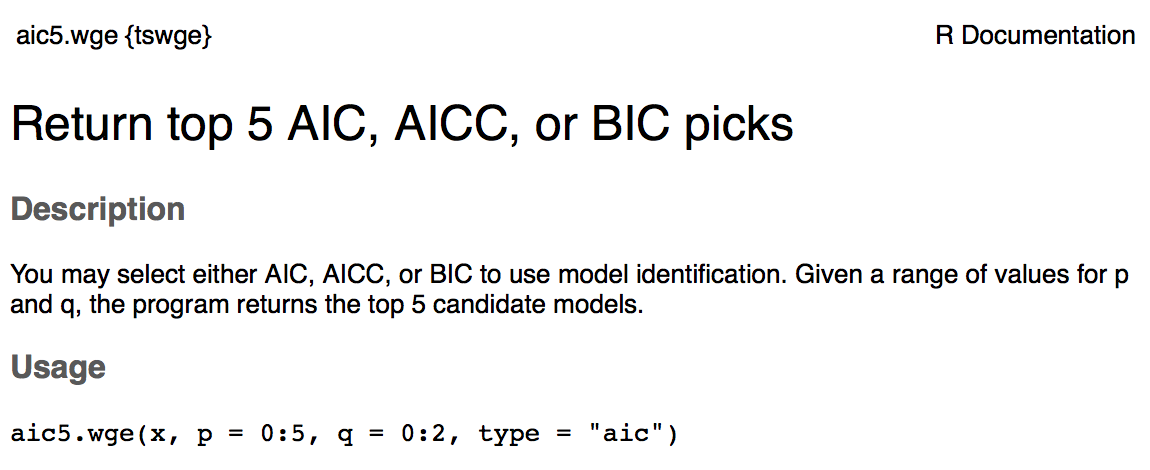 aic5.wge {tswge} R Documentation
Return top 5 AIC, AICC, or BIC picks
Description
You may select either AIC, AICC, or BIC to use model identification. Given a range of values for p
and q, the program returns the top 5 candidate models.
Usage
aic5.wge(x, p = 0:5, q = 0:2, type = "aic")